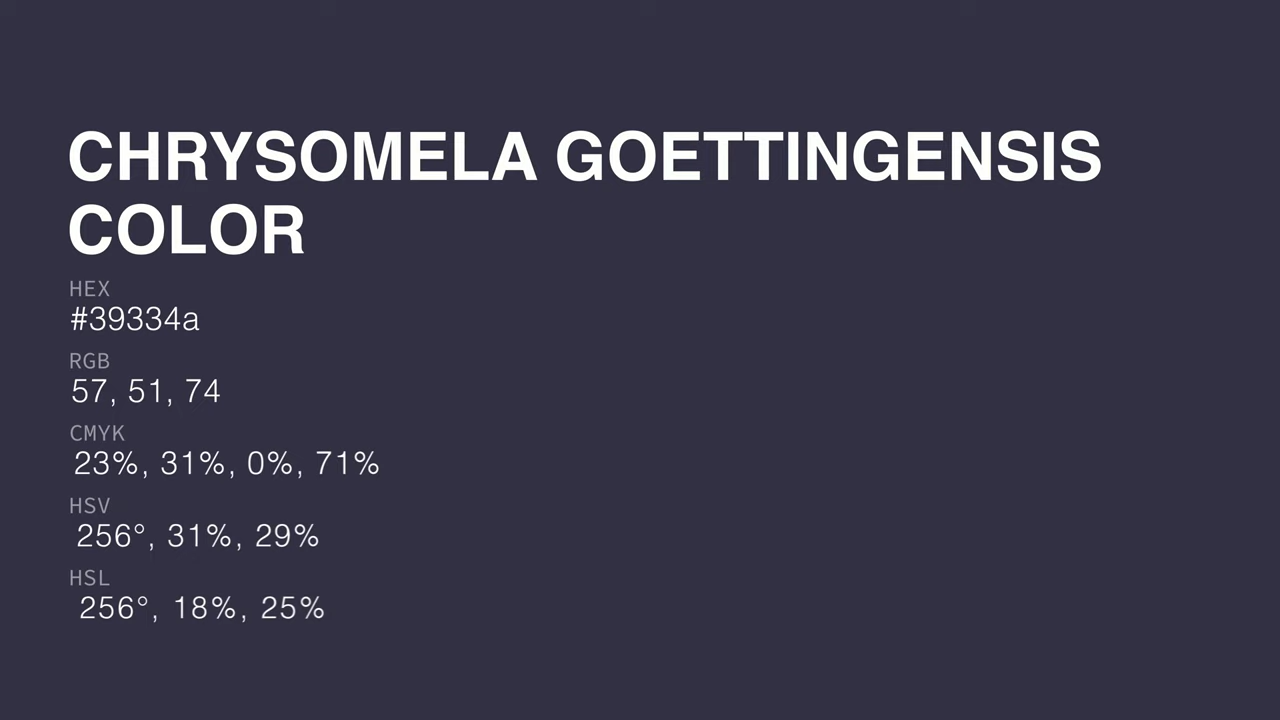 CHRYSOMELA GOETTINGENSIS
COLOR
HEX
#39334a
RGB
57, 51, 74
CMYK
23%, 31%, 0%, 71%
HSV
256°, 31%, 29%
HSL
256°, 18%, 25%